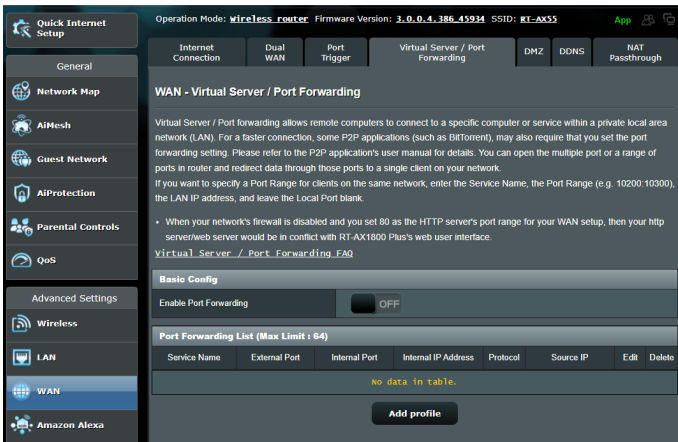 Quick Internet
Setup
Operation Mode: Wireless router Firmware Version: 3.0.0.4.386_45934 SSID: RT-AX55
App
General
Network Map
AiMesh
Guest Network
AiProtection
Parental Controls
QoS
Advanced Settings
Wireless
LAN
WAN
Amazon Alexa
Internet
Connection
Dual
WAN
Port
Trigger
Virtual Server / Port
Forwarding
DMZ
DDNS
NAT
Passthrough
WAN - Virtual Server / Port Forwarding
Virtual Server / Port forwarding allows remote computers to connect to a specific computer or service within a private local area
network (LAN). For a faster connection, some P2P applications (such as BitTorrent), may also require that you set the port
forwarding setting. Please refer to the P2P application's user manual for details. You can open the multiple port or a range of
ports in router and redirect data through those ports to a single client on your network.
If you want to specify a Port Range for clients on the same network, enter the Service Name, the Port Range (e.g. 10200:10300),
the LAN IP address, and leave the Local Port blank.
• When your network's firewall is disabled and you set 80 as the HTTP server's port range for your WAN setup, then your http
server/web server would be in conflict with RT-AX1800 Plus's web user interface.
Virtual Server / Port Forwarding FAQ
Basic Config
Enable Port Forwarding
OFF
Port Forwarding List (Max Limit : 64)
Service Name External Port Internal Port Internal IP Address Protocol Source IP Edit Delete
No data in table.
Add profile